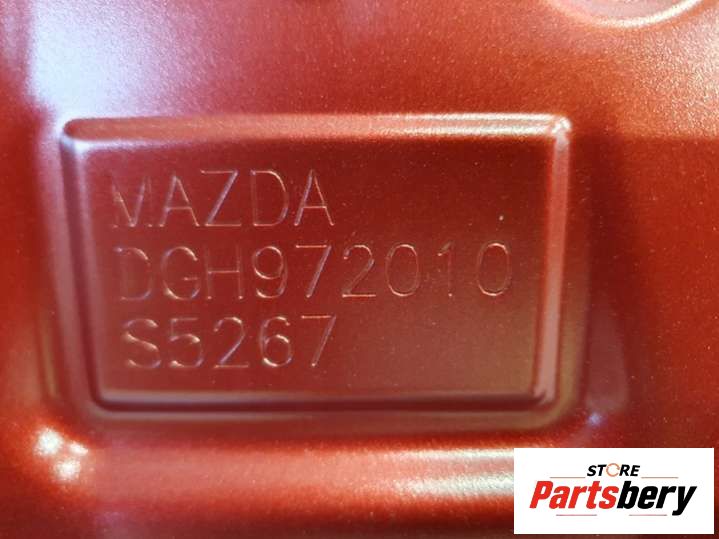 MAZDA
DGH972010
S5267
STORE
Partsbery